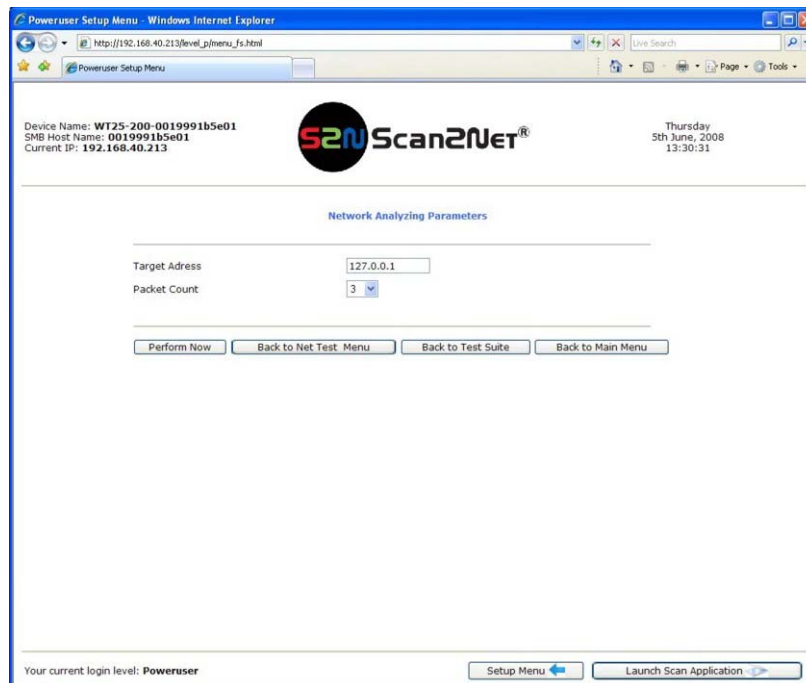 Poweruser Setup Menu - Windows Internet Explorer
http://192.168.40.213/level_p/menu_fs.html
Live Search
Poweruser Setup Menu
Page
Tools
Device Name: WT25-200-0019991b5e01
SMB Host Name: 0019991b5e01
Current IP: 192.168.40.213
S2N Scan2Net®
Thursday
5th June, 2008
13:30:31
Network Analyzing Parameters
Target Adress 127.0.0.1
Packet Count 3
Perform Now Back to Net Test Menu Back to Test Suite Back to Main Menu
Your current login level: Poweruser
Setup Menu Launch Scan Application